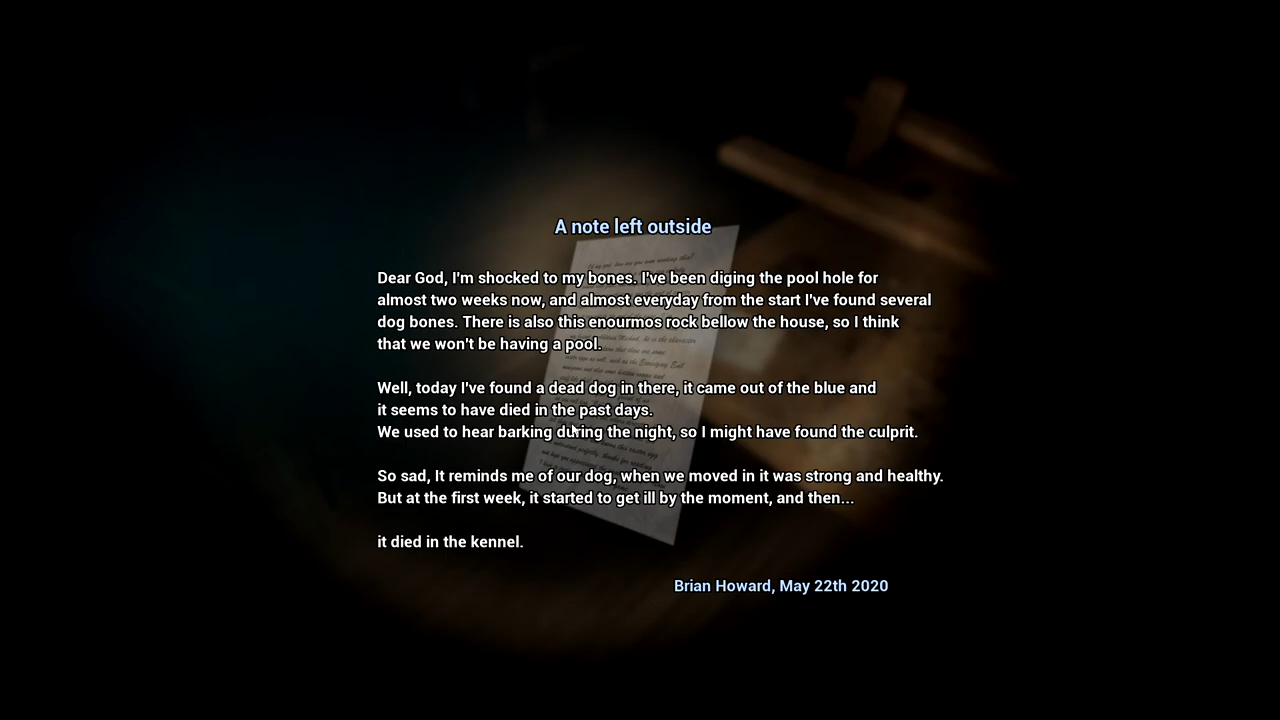 A note left outside
Dear God, I'm shocked to my bones. I've been diging the pool hole for
almost two weeks now, and almost everyday from the start I've found several
dog bones. There is also this enourmos rock bellow the house, so I think
that we won't be having a pool.
Well, today I've found a dead dog in there, it came out of the blue and
it seems to have died in the past days.
We used to hear barking during the night, so I might have found the culprit.
So sad, It reminds me of our dog, when we moved in it was strong and healthy.
But at the first week, it started to get ill by the moment, and then...
it died in the kennel.
Brian Howard, May 22th 2020